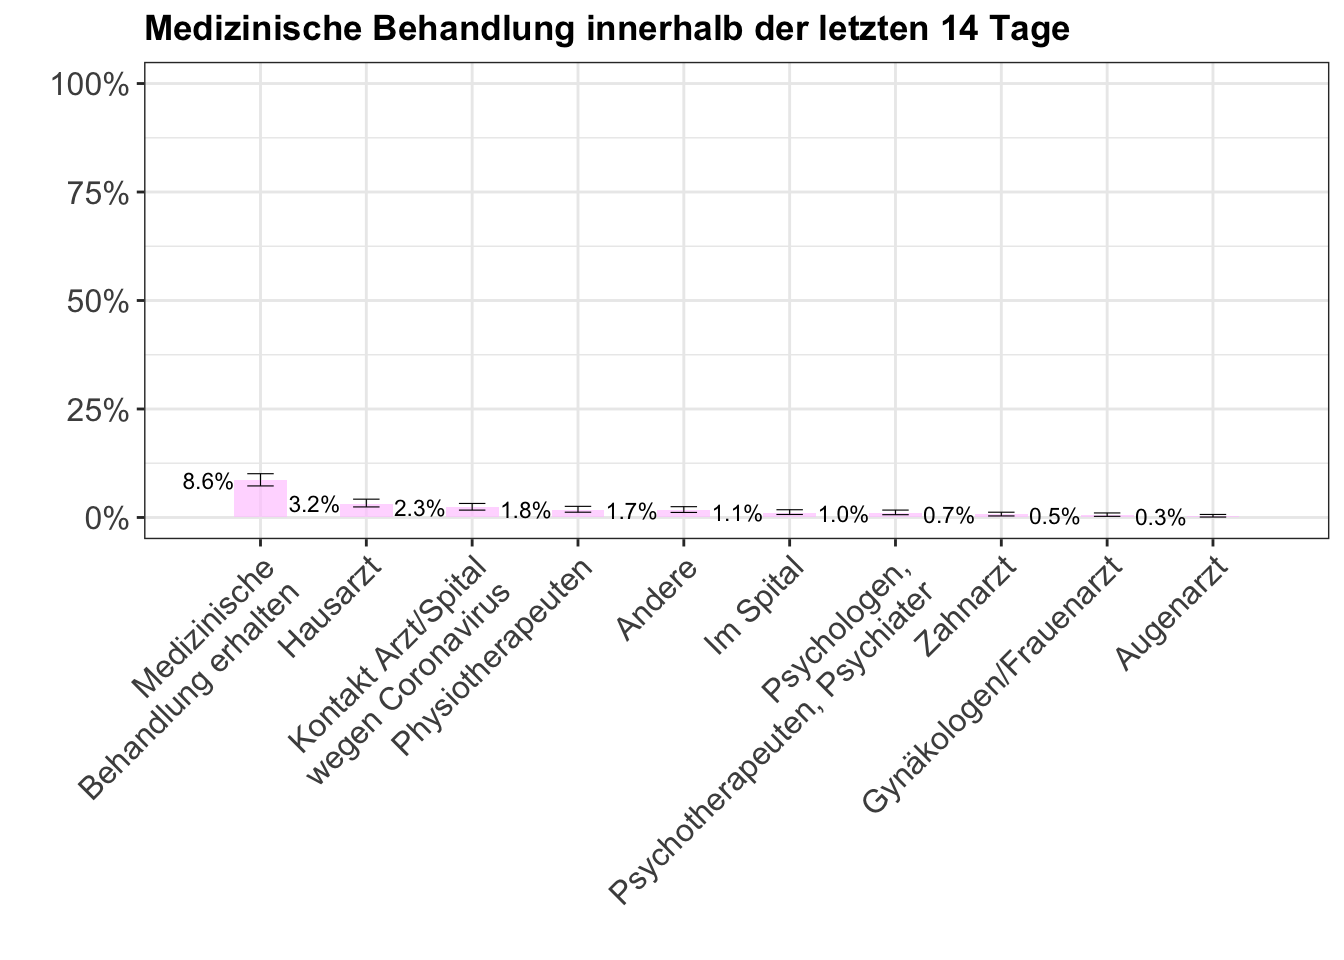 Medizinische Behandlung innerhalb der letzten 14 Tage
100%
75%
50%
25%
0%
8.6%
3.2%
2.3%
1.8%
1.7%
1.1%
1.0%
0.7%
0.5%
0.3%
Medizinische
Behandlung erhalten
Hausarzt
Kontakt Arzt/Spital
wegen Coronavirus
Physiotherapeuten
Andere
Im Spital
Psychologen,
Psychotherapeuten, Psychiater
Zahnarzt
Gynäkologen/Frauenarzt
Augenarzt